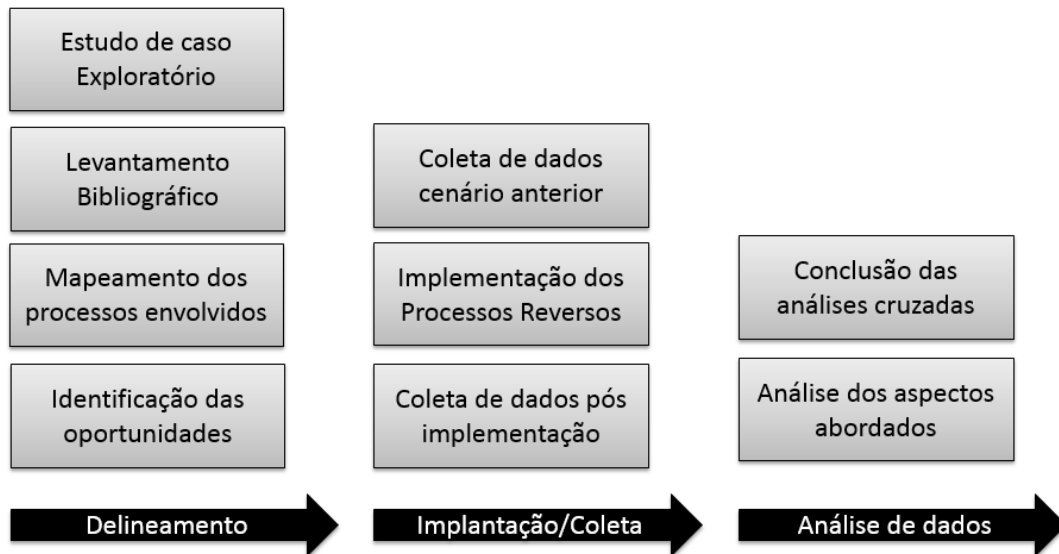 Estudo de caso
Exploratório
Levantamento
Bibliográfico
Mapeamento dos
processos envolvidos
Identificação das
oportunidades
Delineamento
Coleta de dados
cenário anterior
Implementação dos
Processos Reversos
Coleta de dados pós
implementação
Implantação/Coleta
Conclusão das
análises cruzadas
Análise dos aspectos
abordados
Análise de dados